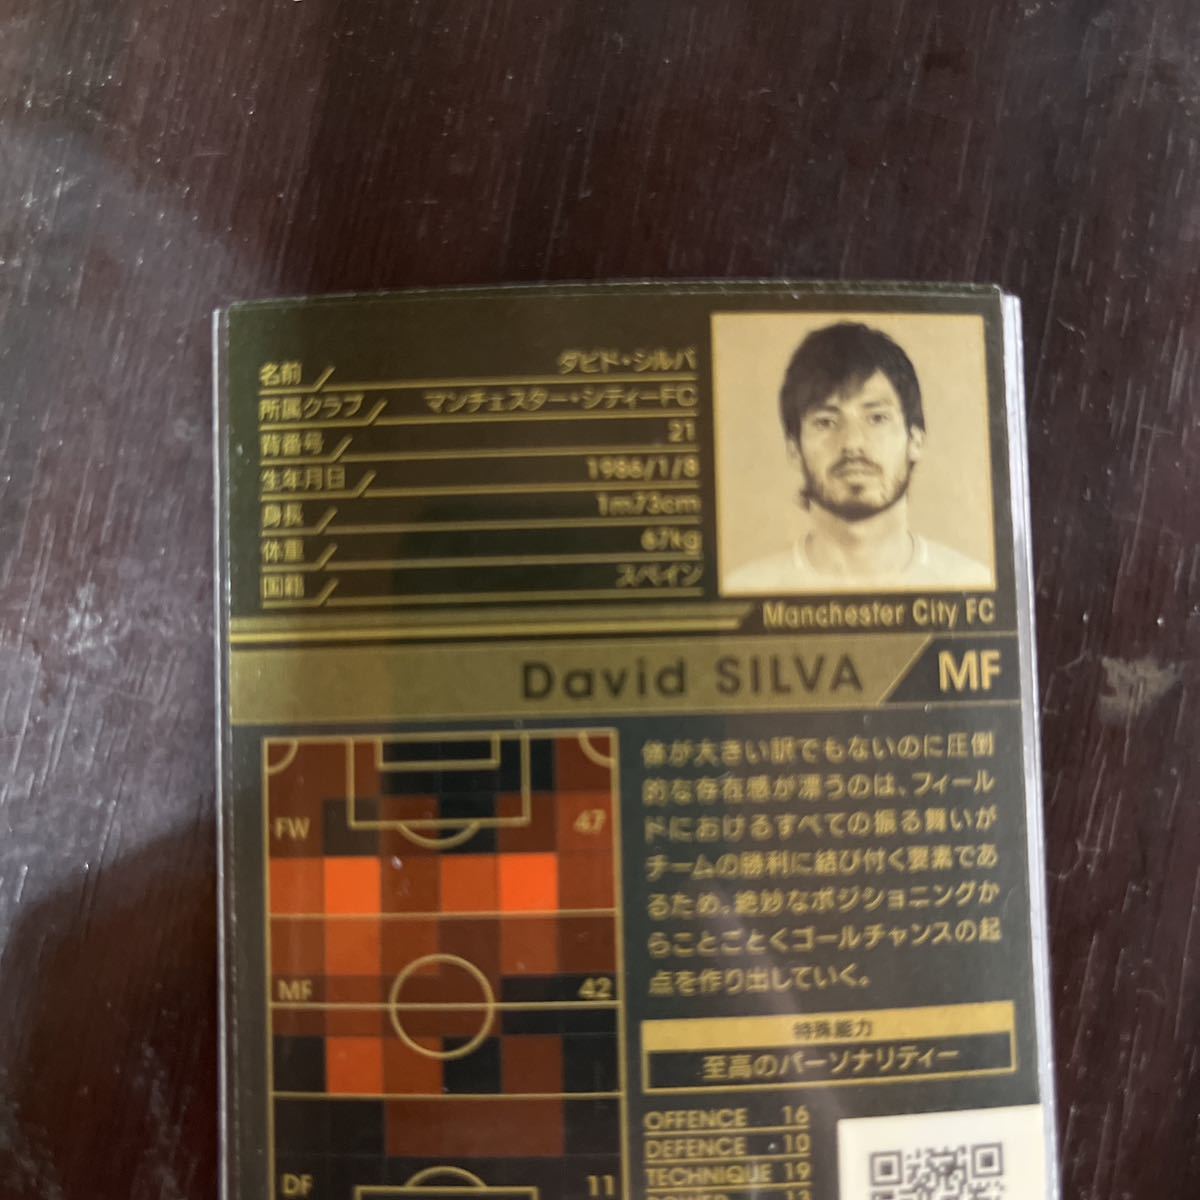 名前 ダビド・シルバ
所属クラブ マンチェスター・シティーFC
背番号 21
生年月日 1986/1/8
身長 1m73cm
体重 67kg
国籍 スペイン
Manchester City FC
David SILVA MF
体が大きい訳でもないのに圧倒
的な存在感が漂うのは、フィール
ドにおけるすべての振る舞いが
チームの勝利に結び付く要素であ
るため。絶妙なポジショニングか
らことごとくゴールチャンスの起
点を作り出していく。
FW 47
MF 42
DF 11
特殊能力
至高のパーソナリティー
OFFENCE 16
DEFENCE 10
TECHNIQUE 19
POWER 13